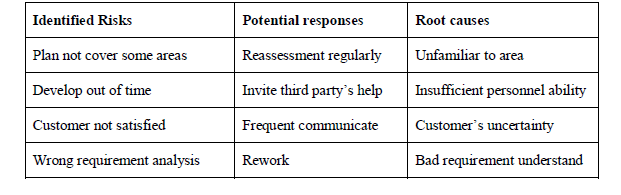 Identified Risks Potential responses Root causes
Plan not cover some areas Reassessment regularly Unfamiliar to area
Develop out of time Invite third party's help Insufficient personnel ability
Customer not satisfied Frequent communicate Customer's uncertainty
Wrong requirement analysis Rework Bad requirement understand